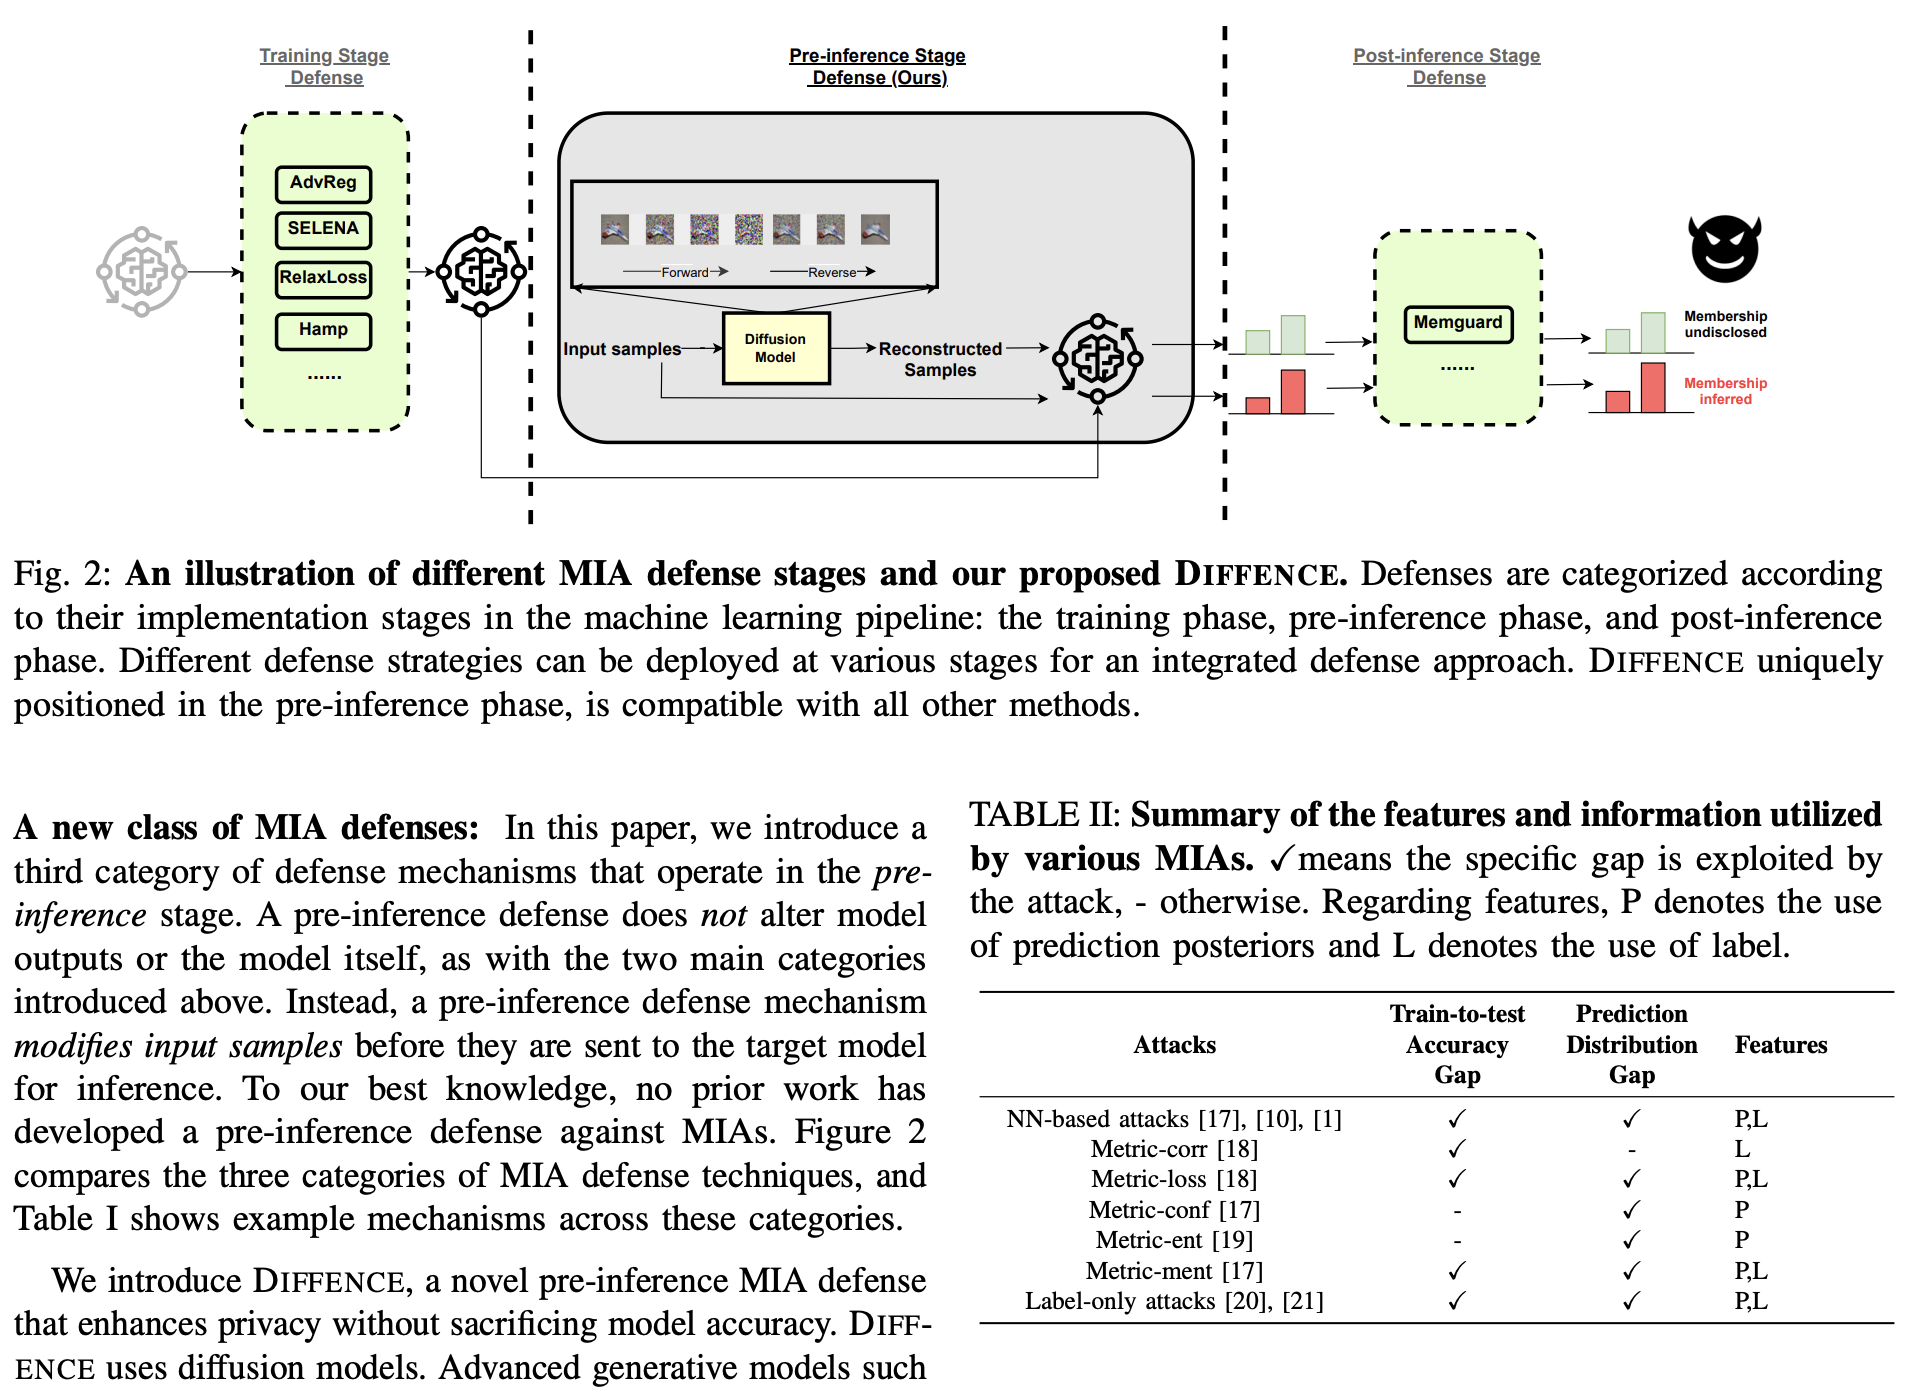 Training Stage
Defense
Pre-inference Stage
Defense (Ours)
Post-inference Stage
Defense
AdvReg
SELENA
RelaxLoss
Hamp
......
Forward
Reverse
Input samples
Diffusion
Model
Reconstructed
Samples
Memguard
......
Membership
undisclosed
Membership
inferred
Fig. 2: An illustration of different MIA defense stages and our proposed DIFFENCE. Defenses are categorized according
to their implementation stages in the machine learning pipeline: the training phase, pre-inference phase, and post-inference
phase. Different defense strategies can be deployed at various stages for an integrated defense approach. DIFFENCE uniquely
positioned in the pre-inference phase, is compatible with all other methods.
A new class of MIA defenses: In this paper, we introduce a
third category of defense mechanisms that operate in the pre-
inference stage. A pre-inference defense does not alter model
outputs or the model itself, as with the two main categories
introduced above. Instead, a pre-inference defense mechanism
modifies input samples before they are sent to the target model
for inference. To our best knowledge, no prior work has
developed a pre-inference defense against MIAs. Figure 2
compares the three categories of MIA defense techniques, and
Table I shows example mechanisms across these categories.
We introduce DIFFENCE, a novel pre-inference MIA defense
that enhances privacy without sacrificing model accuracy. DIFF-
ENCE uses diffusion models. Advanced generative models such
TABLE II: Summary of the features and information utilized
by various MIAs. ✓means the specific gap is exploited by
the attack, - otherwise. Regarding features, P denotes the use
of prediction posteriors and L denotes the use of label.
Attacks Train-to-test Accuracy Gap Prediction Distribution Gap Features
NN-based attacks [17], [10], [1] ✓ ✓ P,L
Metric-corr [18] ✓ - L
Metric-loss [18] ✓ ✓ P,L
Metric-conf [17] - ✓ P
Metric-ent [19] - ✓ P
Metric-ment [17] ✓ ✓ P,L
Label-only attacks [20], [21] ✓ ✓ P,L